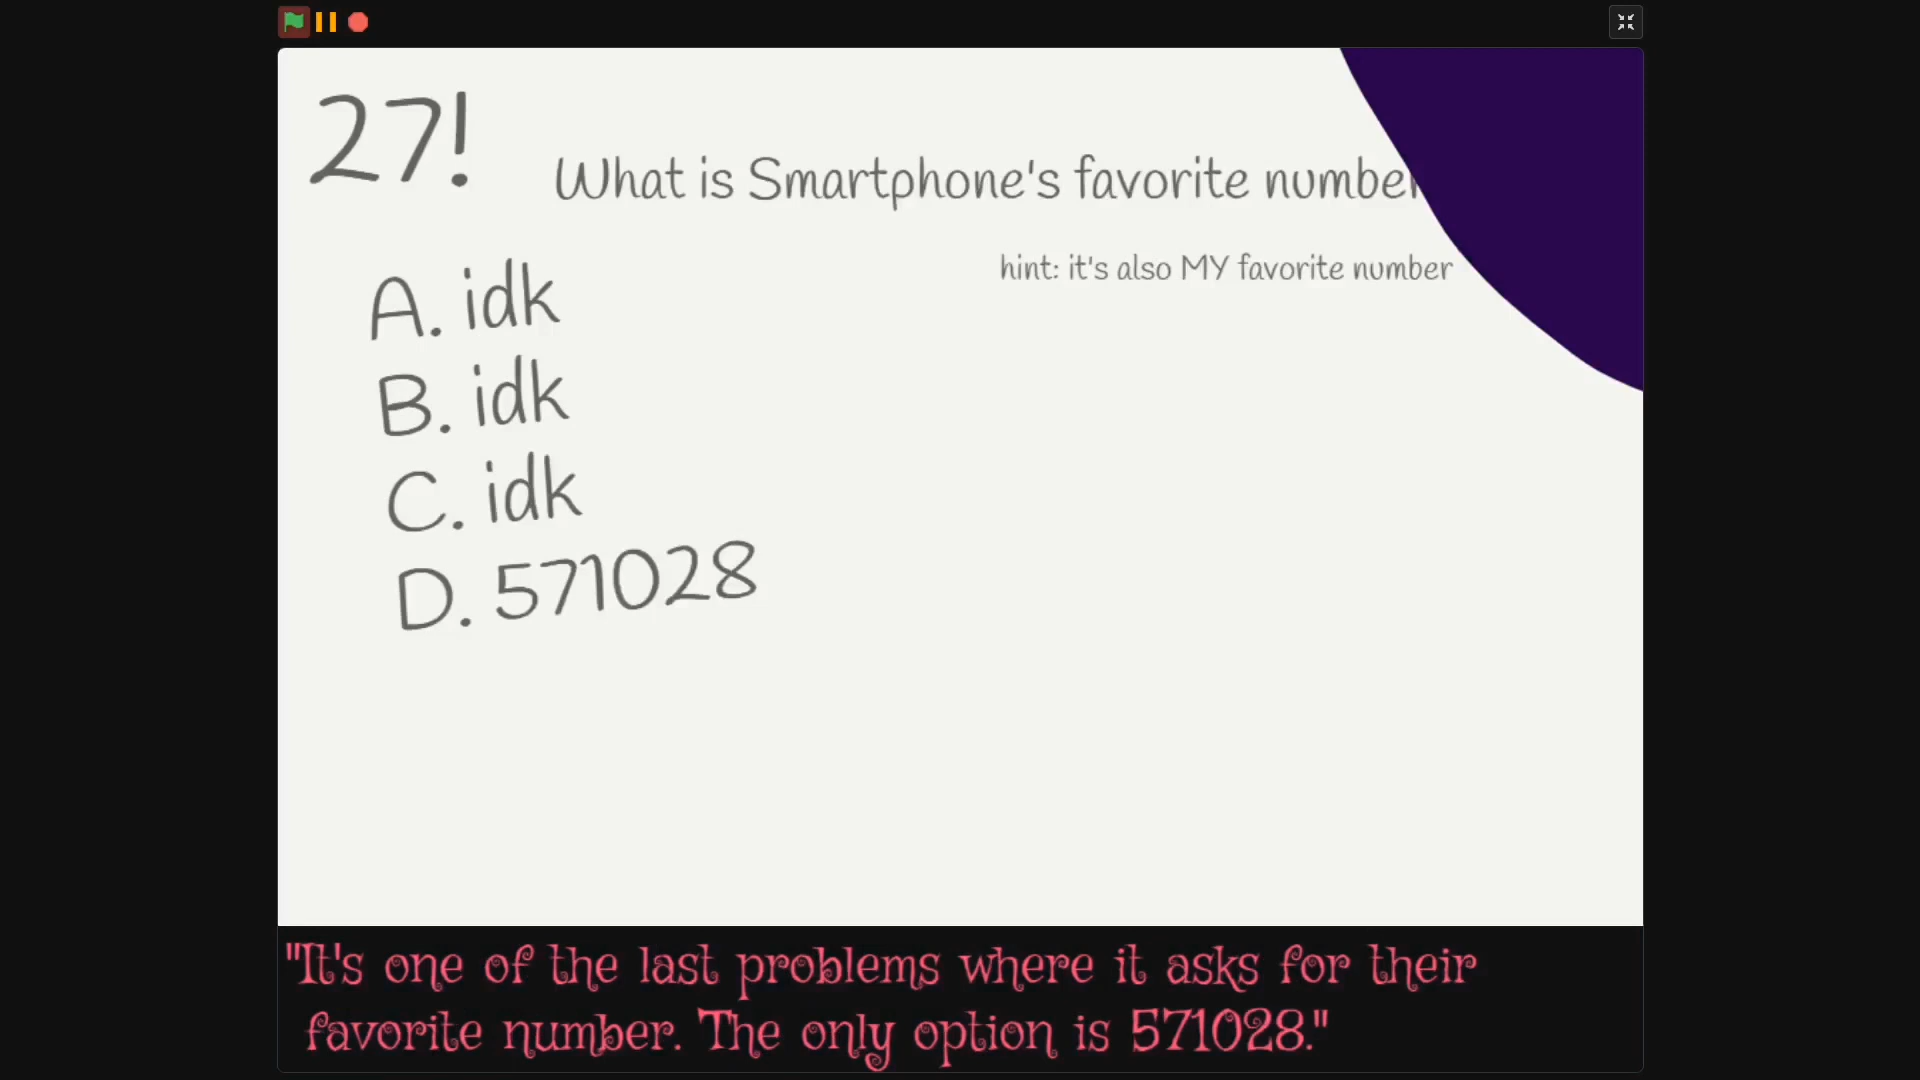 27!
What is Smartphone's favorite number
hint: it's also MY favorite number
A. idk
B. idk
C. idk
D. 571028
"It's one of the last problems where it asks for their
favorite number. The only option is 571028."